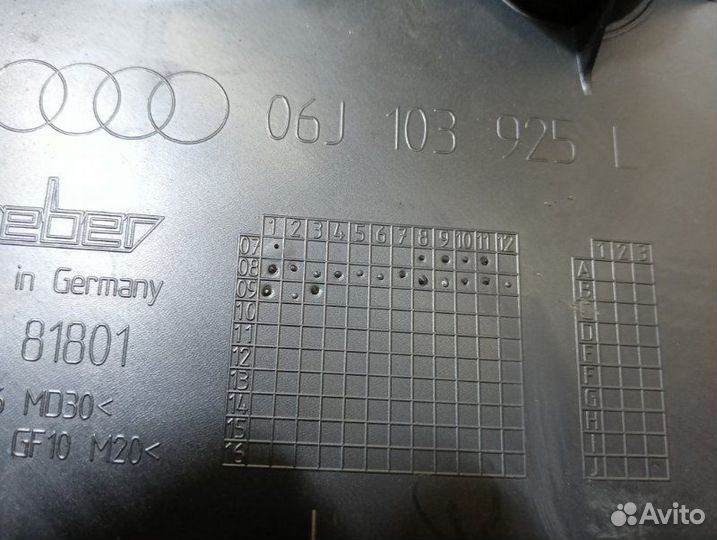 06J 103 925 L
eber
in Germany
81801
MD30<
GF10 M20<
1 2 3 4 5 6 7 8 9 10 11 12
07
08
09
10
11
12
13
14
15
16
1 2 3
A
B
D
E
F
G
H
I
J
Avito